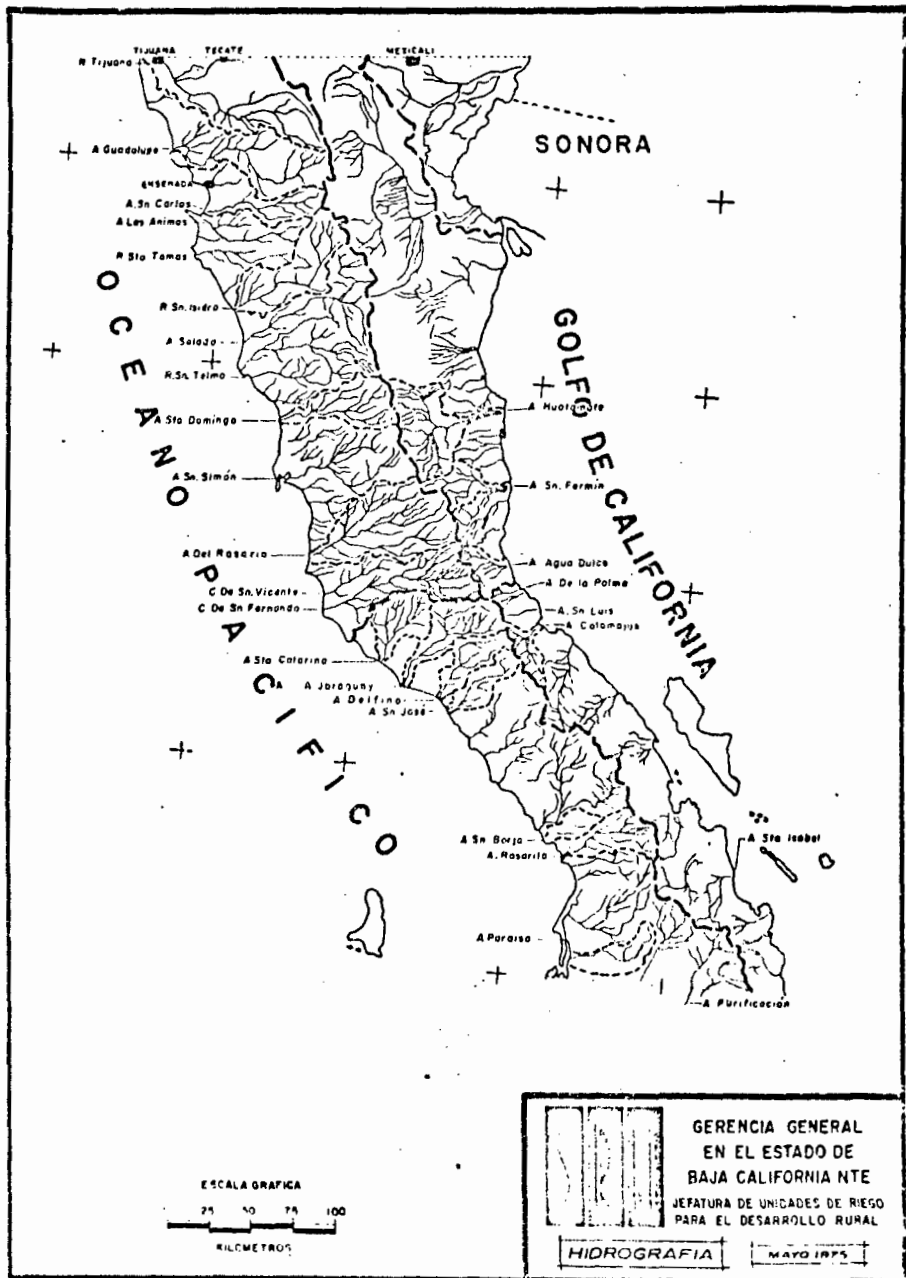 TIJUANA
TECATE
MEXICALI
R. Tijuana
SONORA
A Guadalupe
ENSENADA
A. Sn Carlos
A Las Animas
R. Sto Tomas
OCEANO PACIFICO
GOLFO DE CALIFORNIA
R Sn. Isidro
A Salado
R. Sn. Telmo
A Huatamote
A Sto Domingo
A Sn. Simón
A Sn. Fermin
A Del Rosario
A Agua Dulce
A De la Palma
C De Sn. Vicente
C De Sn Fernando
A. Sn Luis
A Calamajue
A Sta Catarina
A
A Jaraguay
A Delfino
A Sn José
A Sn Borja
A. Rosarito
A Sta Isabel
A Paraiso
A Purificación
ESCALA GRAFICA
25 50 75 100
KILOMETROS
GERENCIA GENERAL
EN EL ESTADO DE
BAJA CALIFORNIA NTE
JEFATURA DE UNIDADES DE RIEGO
PARA EL DESARROLLO RURAL
HIDROGRAFIA
MAYO 1975